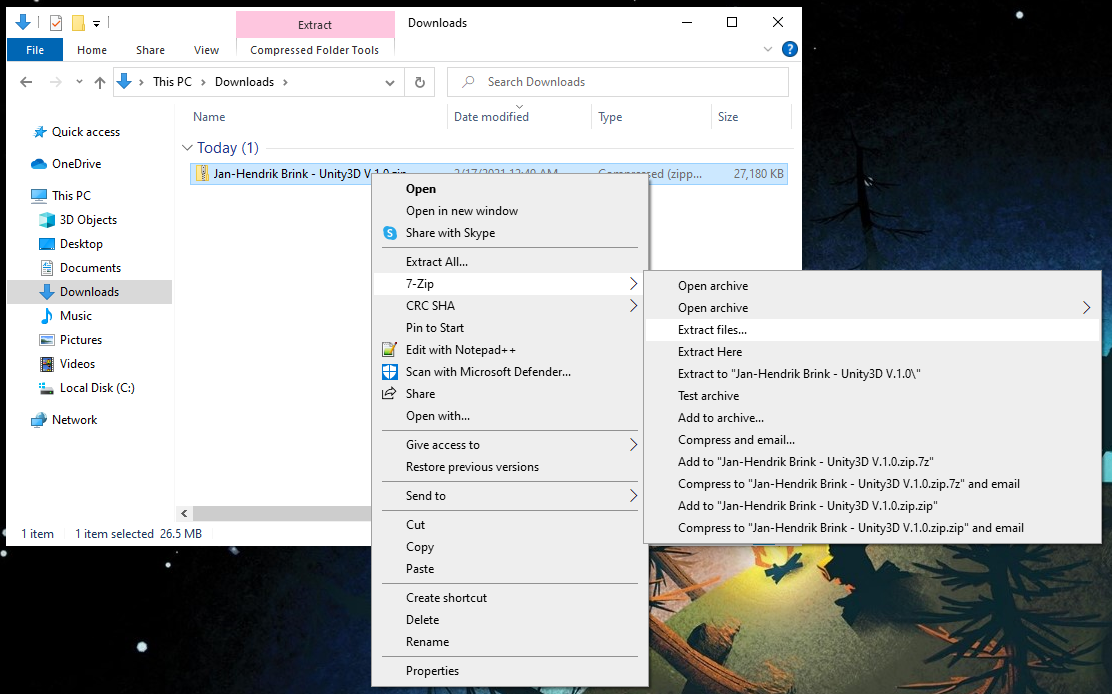 Extract
Downloads
File
Home
Share
View
Compressed Folder Tools
This PC
Downloads
Search Downloads
Name
Date modified
Type
Size
Quick access
OneDrive
This PC
3D Objects
Desktop
Documents
Downloads
Music
Pictures
Videos
Local Disk (C:)
Network
Today (1)
Jan-Hendrik Brink - Unity3D V.1.0.zip
2/17/2021 12:49 AM
Compressed (zipp...
27,180 KB
Open
Open in new window
Share with Skype
Extract All...
7-Zip
CRC SHA
Pin to Start
Edit with Notepad++
Scan with Microsoft Defender...
Share
Open with...
Give access to
Restore previous versions
Send to
Cut
Copy
Paste
Create shortcut
Delete
Rename
Properties
Open archive
Open archive
Extract files...
Extract Here
Extract to "Jan-Hendrik Brink - Unity3D V.1.0\"
Test archive
Add to archive...
Compress and email...
Add to "Jan-Hendrik Brink - Unity3D V.1.0.zip.7z"
Compress to "Jan-Hendrik Brink - Unity3D V.1.0.zip.7z" and email
Add to "Jan-Hendrik Brink - Unity3D V.1.0.zip.zip"
Compress to "Jan-Hendrik Brink - Unity3D V.1.0.zip.zip" and email
1 item
1 item selected 26.5 MB